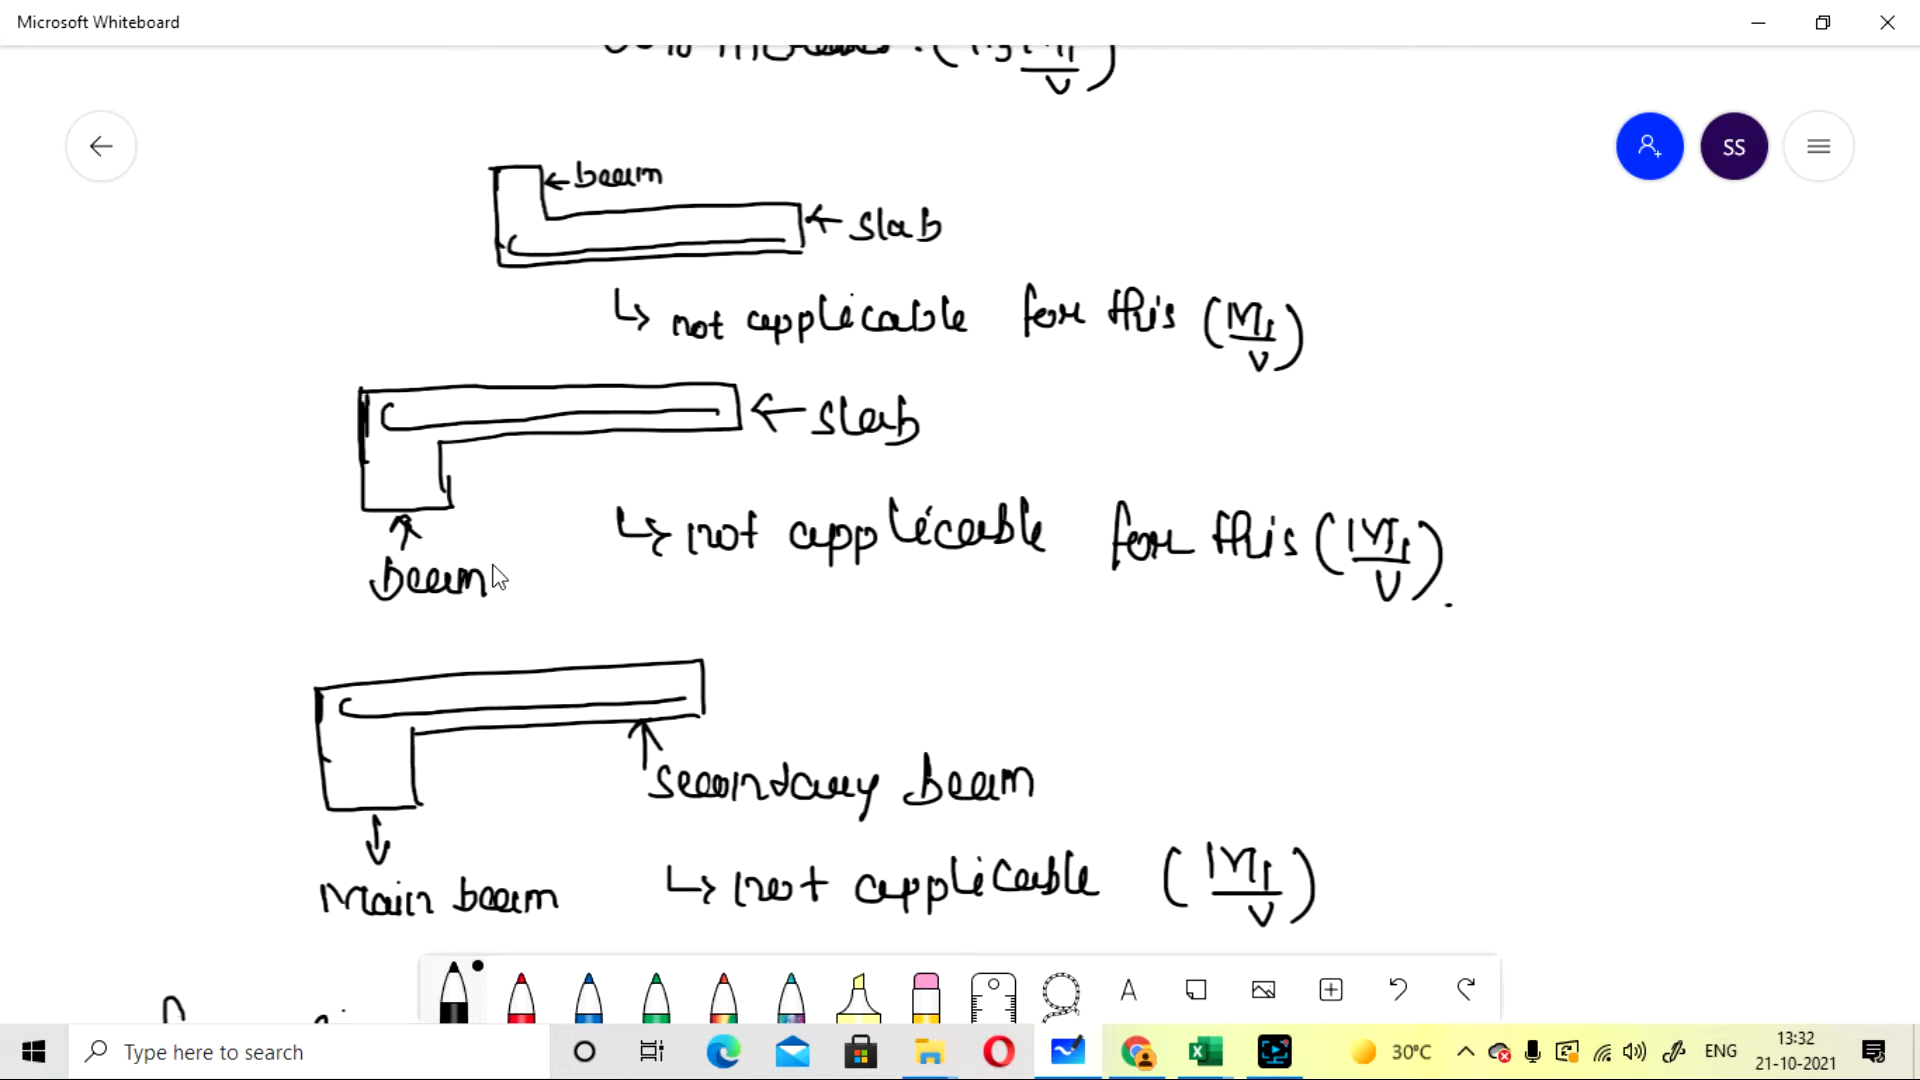 Microsoft Whiteboard
V
SS
beam
slab
not applicable for this (M1/V)
slab
not applicable for this (M1/V).
beam
secondary beam
Main beam
not applicable (M1/V)
A
Type here to search
30°C
ENG
13:32
21-10-2021